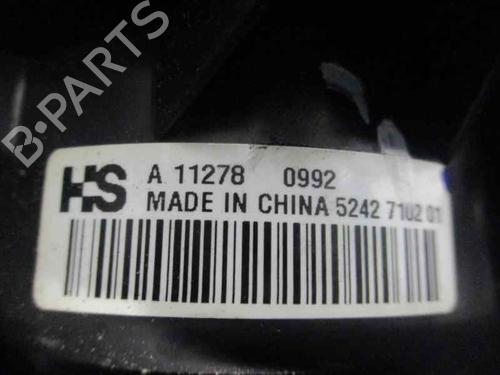 B-PARTS
HS A 11278 0992
MADE IN CHINA 5242 7102 01